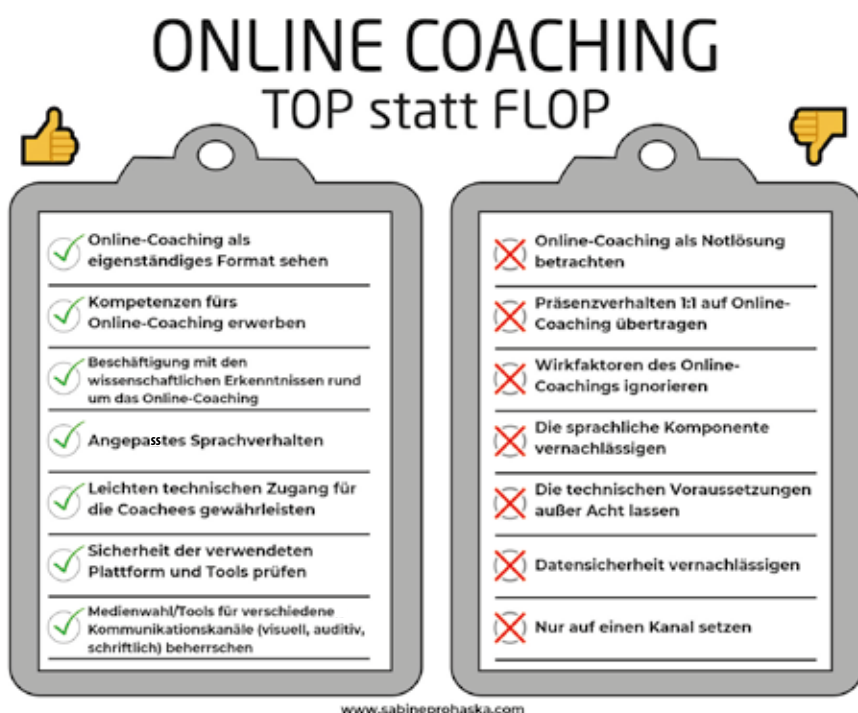 ONLINE COACHING
TOP statt FLOP
Online-Coaching als
eigenständiges Format sehen
Kompetenzen fürs
Online-Coaching erwerben
Beschäftigung mit den
wissenschaftlichen Erkenntnissen rund
um das Online-Coaching
Angepasstes Sprachverhalten
Leichten technischen Zugang für
die Coachees gewährleisten
Sicherheit der verwendeten
Plattform und Tools prüfen
Medienwahl/Tools für verschiedene
Kommunikationskanäle (visuell, auditiv,
schriftlich) beherrschen
Online-Coaching als Notlösung
betrachten
Präsenzverhalten 1:1 auf Online-
Coaching übertragen
Wirkfaktoren des Online-
Coachings ignorieren
Die sprachliche Komponente
vernachlässigen
Die technischen Voraussetzungen
außer Acht lassen
Datensicherheit vernachlässigen
Nur auf einen Kanal setzen
www.sabineprohaska.com